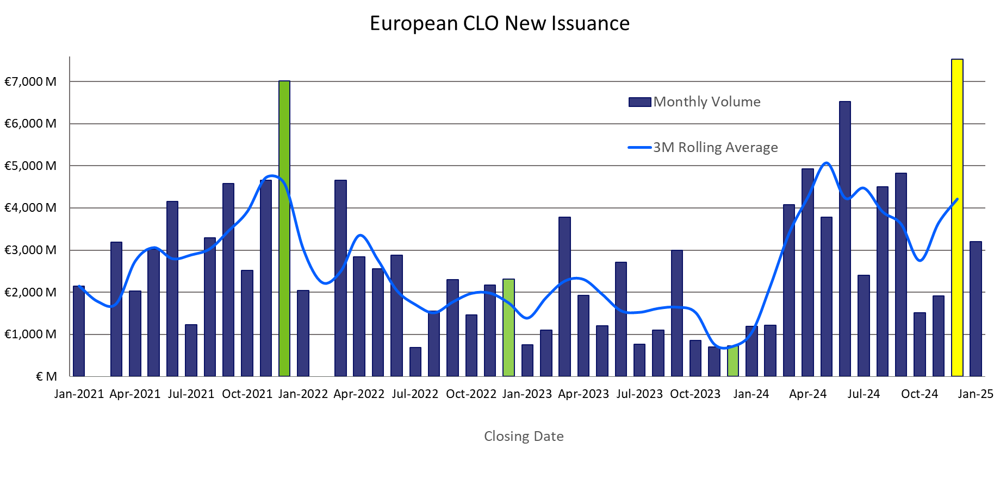 European CLO New Issuance
€7,000 M
€6,000 M
€5,000 M
€4,000 M
€3,000 M
€2,000 M
€1,000 M
€ M
Monthly Volume
3M Rolling Average
Jan-2021 Apr-2021 Jul-2021 Oct-2021 Jan-2022 Apr-2022 Jul-2022 Oct-2022 Jan-2023 Apr-2023 Jul-2023 Oct-2023 Jan-24 Apr-24 Jul-24 Oct-24 Jan-25
Closing Date